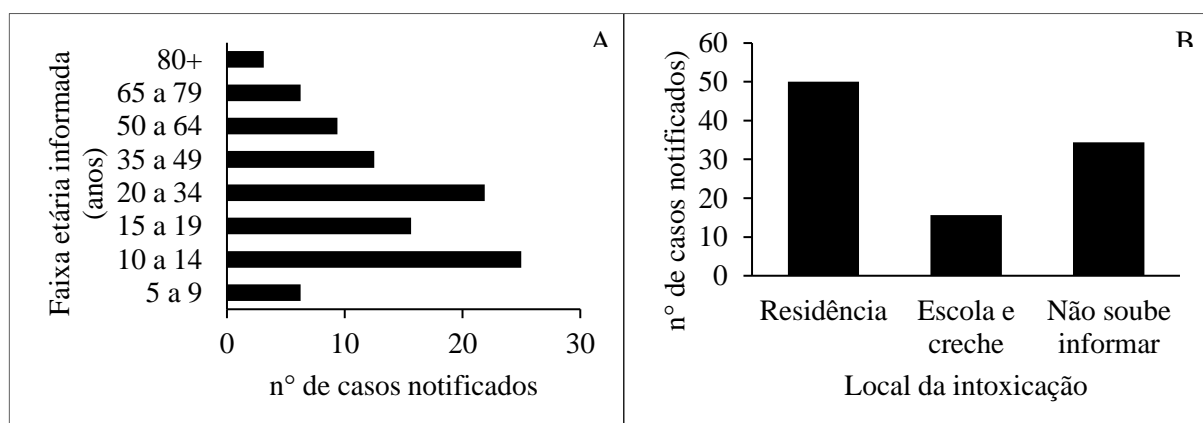 A
Faixa etária informada
(anos)
80+
65 a 79
50 a 64
35 a 49
20 a 34
15 a 19
10 a 14
5 a 9
0 10 20 30
n° de casos notificados
B
n° de casos notificados)
60
50
40
30
20
10
0
Residência Escola e Não soube
creche informar
Local da intoxicação